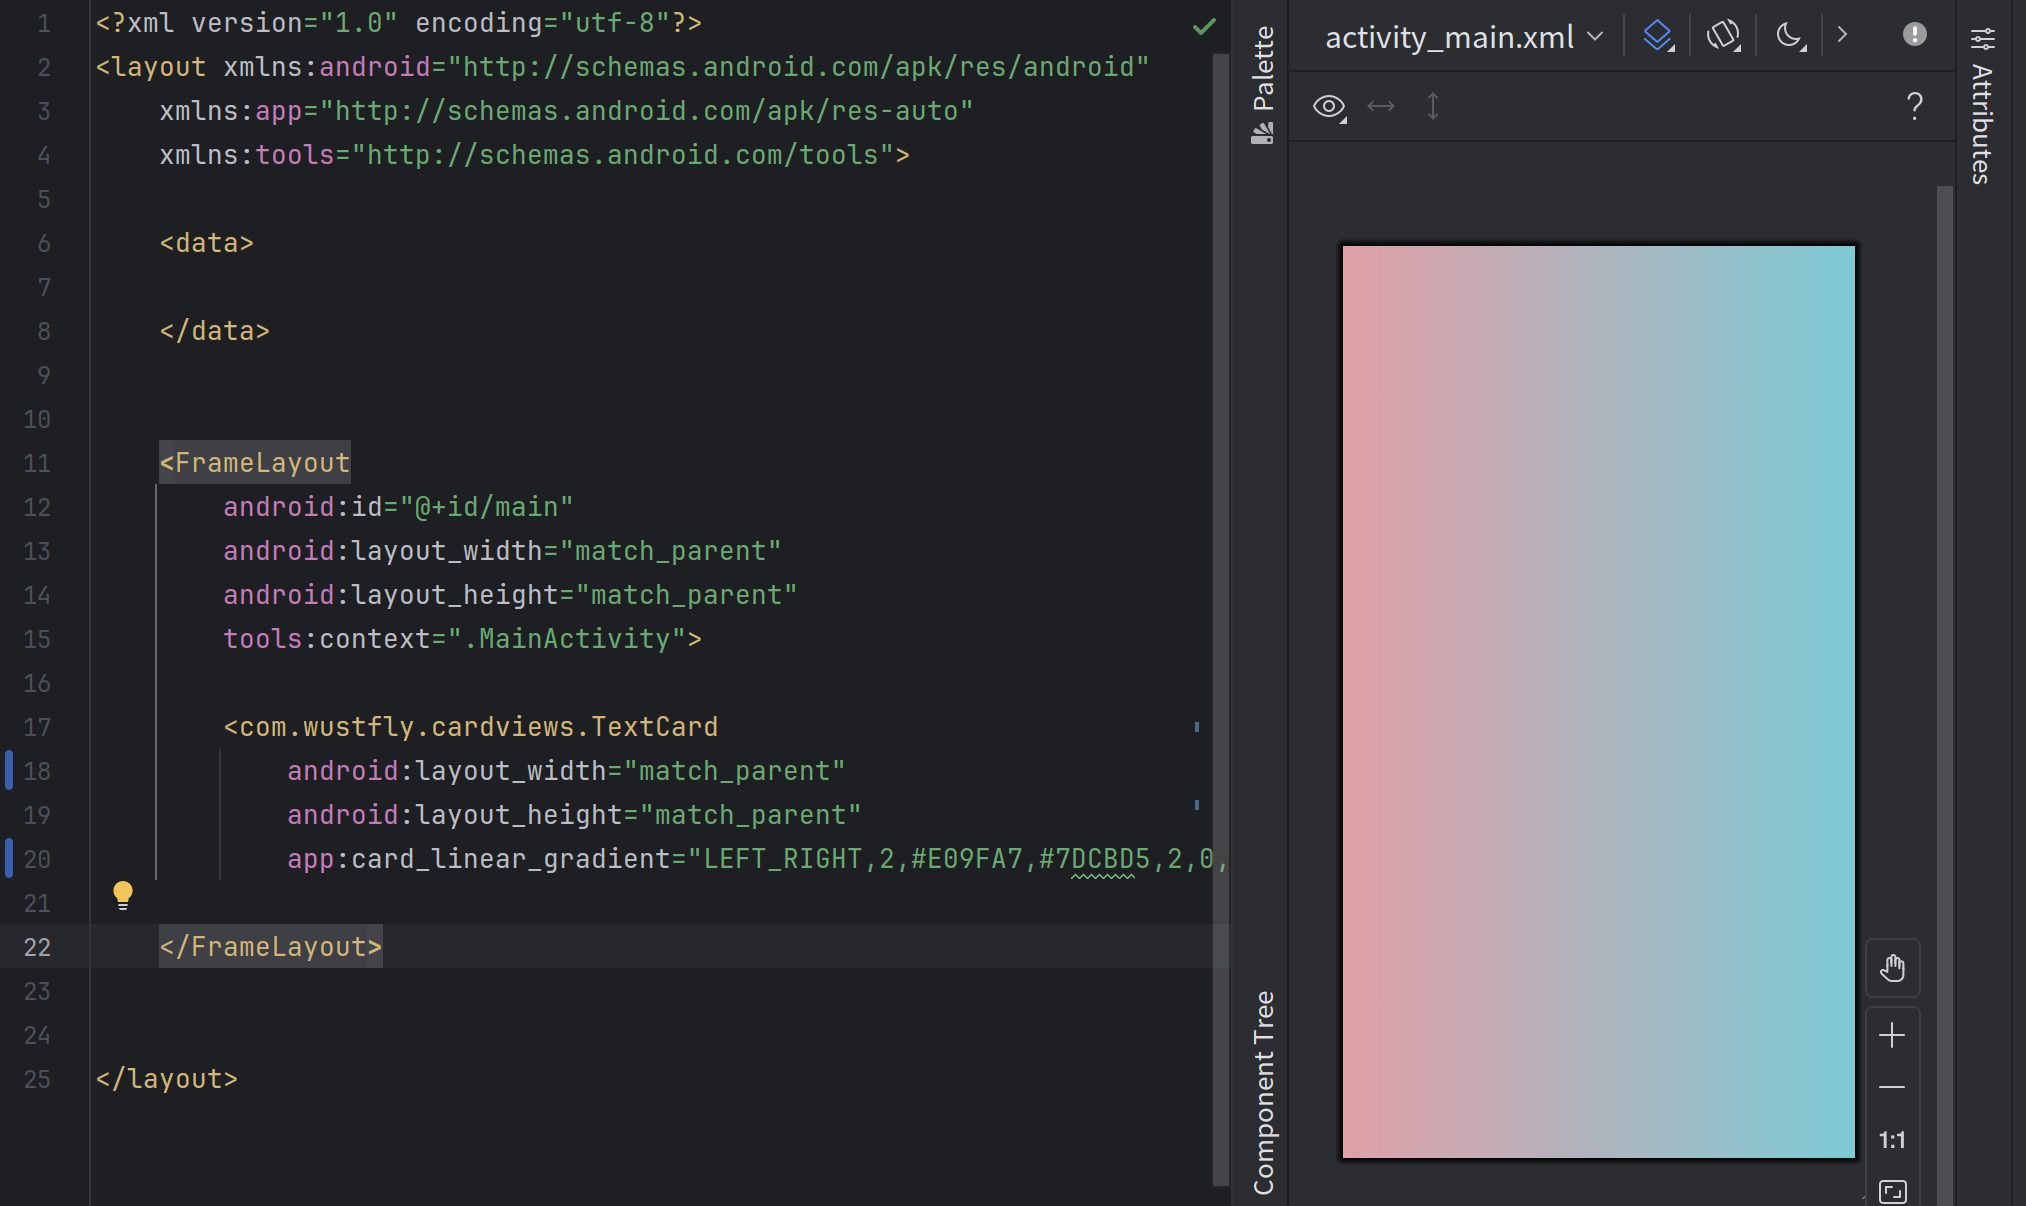 1 <?xml version="1.0" encoding="utf-8"?>
2 <layout xmlns:android="http://schemas.android.com/apk/res/android"
3     xmlns:app="http://schemas.android.com/apk/res-auto"
4     xmlns:tools="http://schemas.android.com/tools">
5
6     <data>
7
8     </data>
9
10
11     <FrameLayout
12         android:id="@+id/main"
13         android:layout_width="match_parent"
14         android:layout_height="match_parent"
15         tools:context=".MainActivity">
16
17         <com.wustfly.cardviews.TextCard
18             android:layout_width="match_parent"
19             android:layout_height="match_parent"
20             app:card_linear_gradient="LEFT_RIGHT,2,#E09FA7,#7DCBD5,2,0,
21
22     </FrameLayout>
23
24
25 </layout>
Palette
Component Tree
activity_main.xml
?
1:1
Attributes